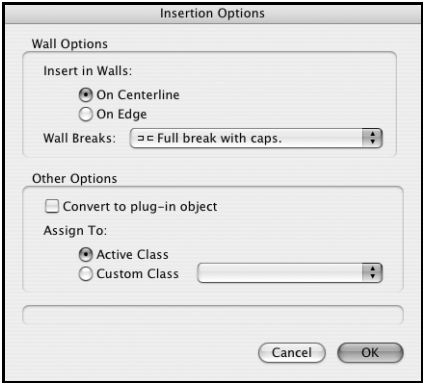 Insertion Options
Wall Options
Insert in Walls:
On Centerline
On Edge
Wall Breaks: Full break with caps.
Other Options
Convert to plug-in object
Assign To:
Active Class
Custom Class
Cancel OK